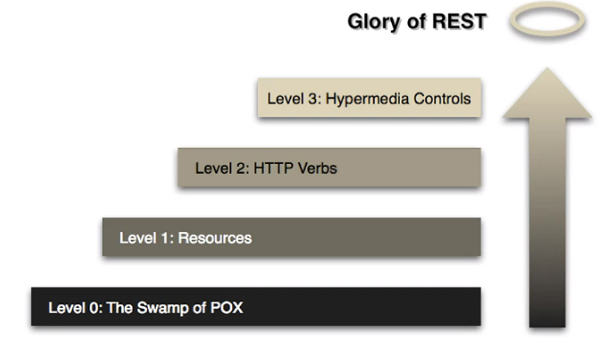 Glory of REST
Level 3: Hypermedia Controls
Level 2: HTTP Verbs
Level 1: Resources
Level 0: The Swamp of POX